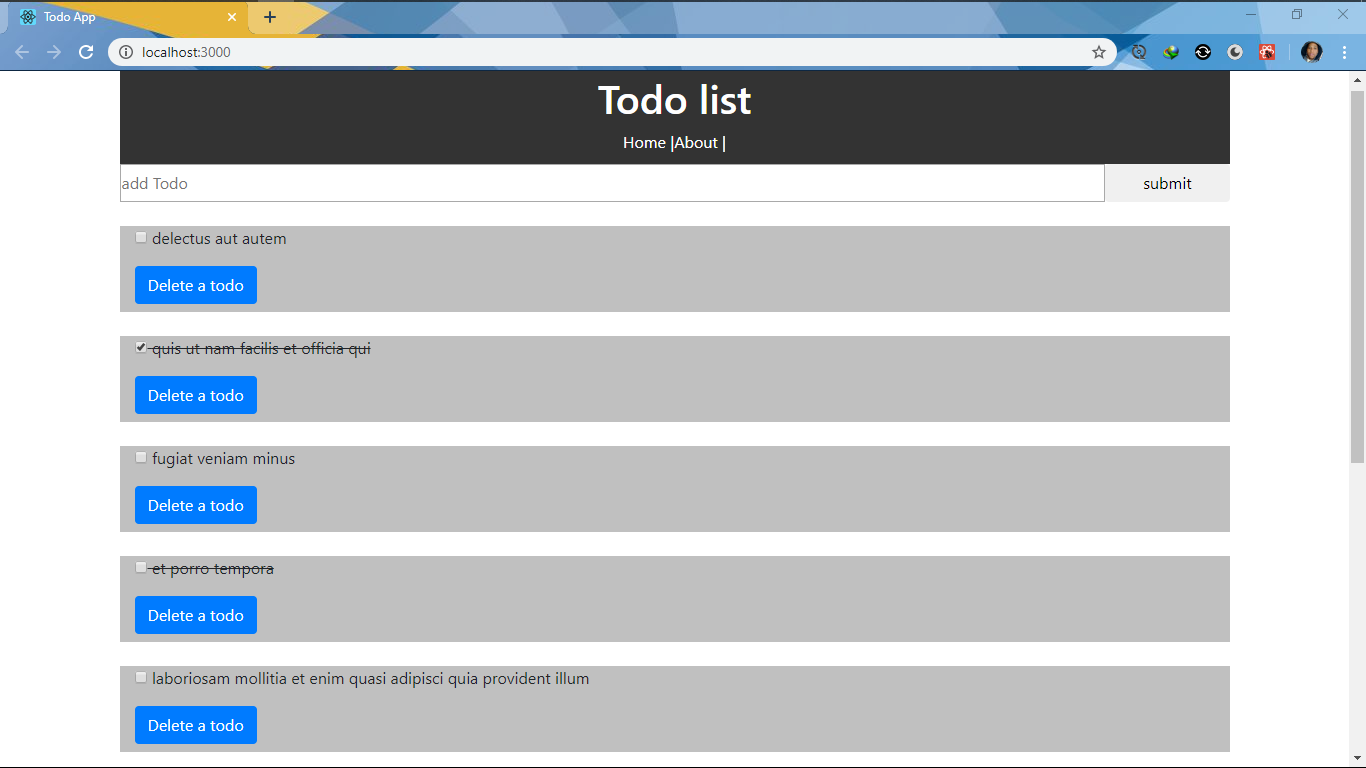 Todo App
localhost:3000
Todo list
Home |About |
add Todo submit
delectus aut autem
Delete a todo
quis ut nam facilis et officia qui
Delete a todo
fugiat veniam minus
Delete a todo
et porro tempora
Delete a todo
laboriosam mollitia et enim quasi adipisci quia provident illum
Delete a todo